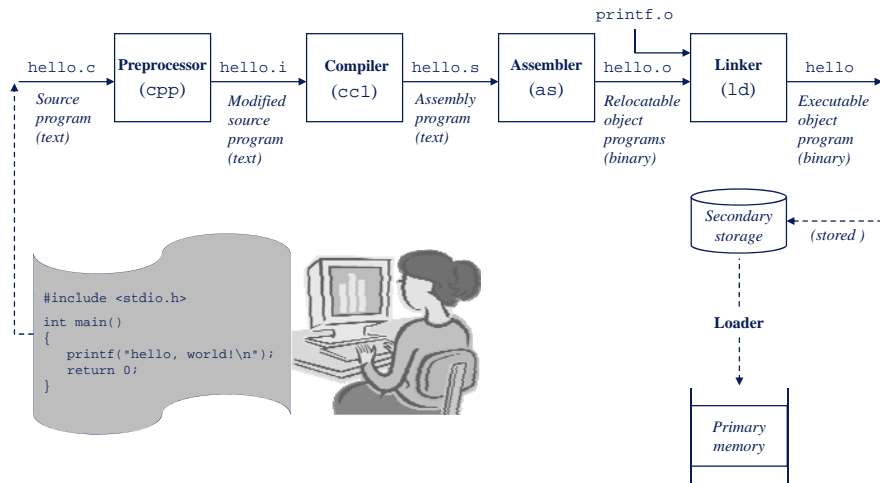 printf.o
hello.c
Preprocessor
(cpp)
hello.i
Compiler
(cc1)
hello.s
Assembler
(as)
hello.o
Linker
(ld)
hello
Source
program
(text)
Modified
source
program
(text)
Assembly
program
(text)
Relocatable
object
programs
(binary)
Executable
object
program
(binary)
Secondary
storage
(stored )
#include <stdio.h>
int main()
{
printf("hello, world!\n");
return 0;
}
Loader
Primary
memory